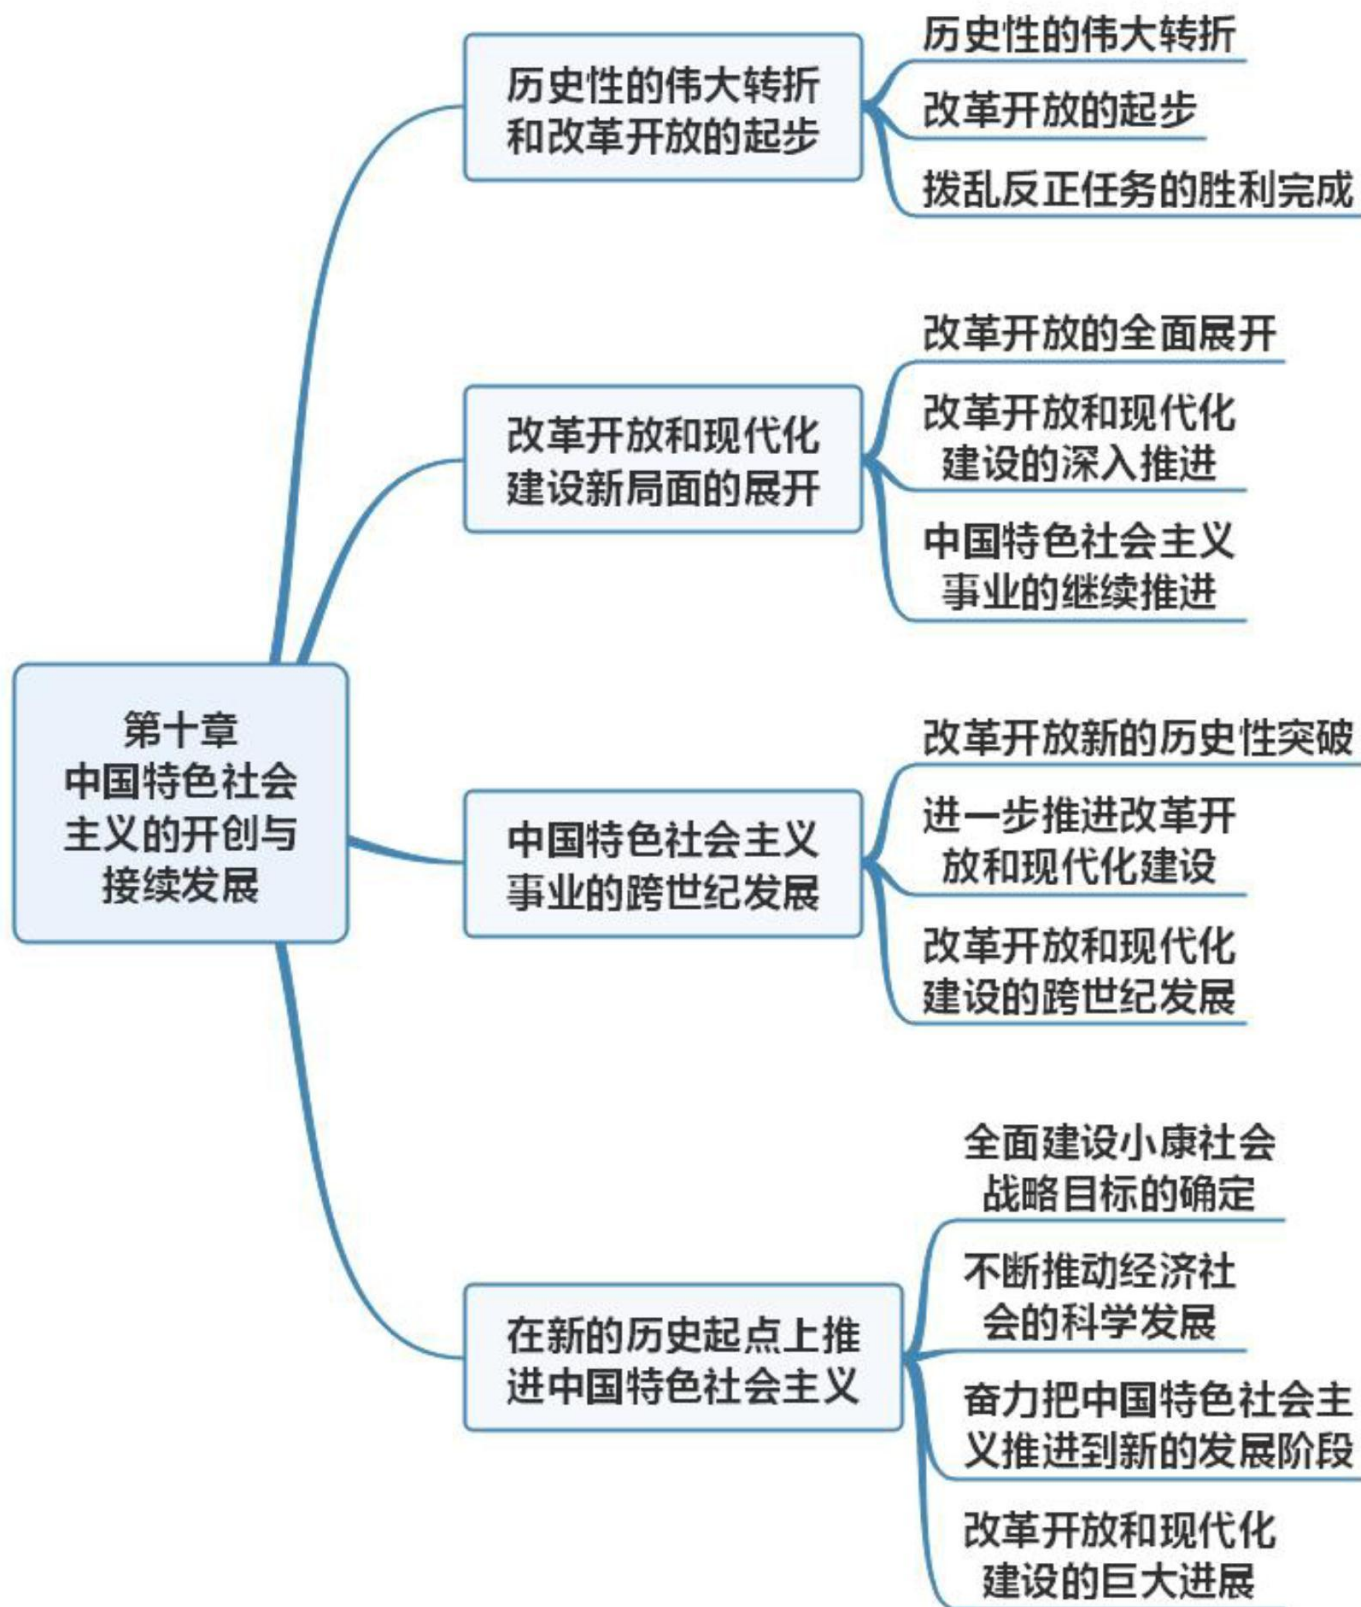 第十章
中国特色社会
主义的开创与
接续发展
历史性的伟大转折
和改革开放的起步
历史性的伟大转折
改革开放的起步
拨乱反正任务的胜利完成
改革开放和现代化
建设新局面的展开
改革开放的全面展开
改革开放和现代化
建设的深入推进
中国特色社会主义
事业的继续推进
中国特色社会主义
事业的跨世纪发展
改革开放新的历史性突破
进一步推进改革开
放和现代化建设
改革开放和现代化
建设的跨世纪发展
在新的历史起点上推
进中国特色社会主义
全面建设小康社会
战略目标的确定
不断推动经济社
会的科学发展
奋力把中国特色社会主
义推进到新的发展阶段
改革开放和现代化
建设的巨大进展